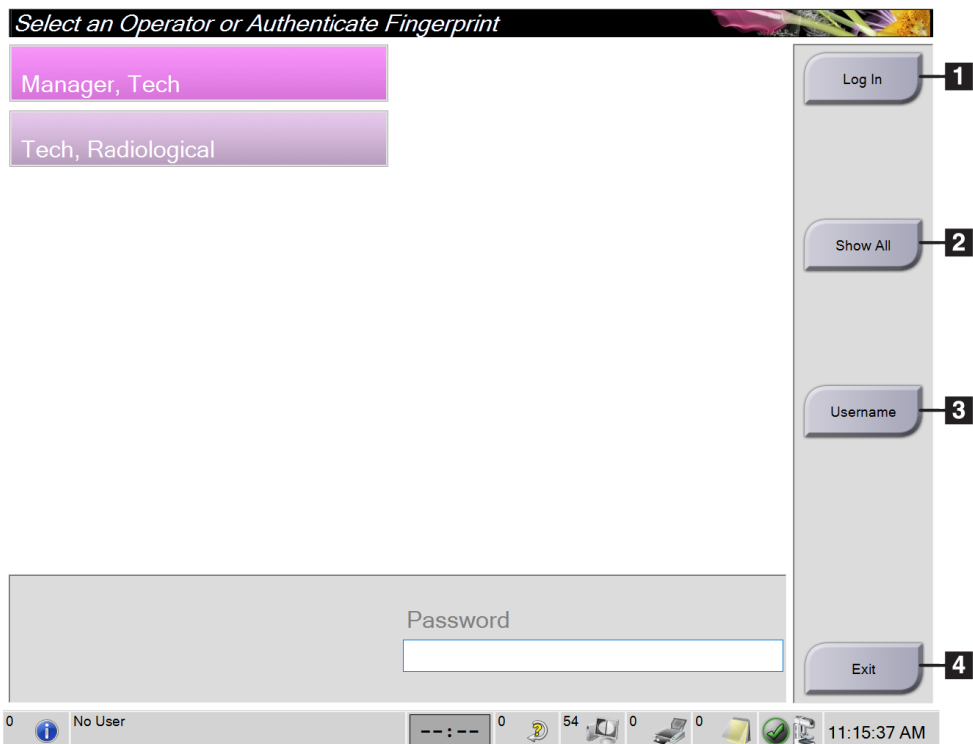 Select an Operator or Authenticate Fingerprint
Manager, Tech
Log In
1
Tech, Radiological
Show All
2
Username
3
Password
Exit
4
0
No User
--:--
0
54
0
0
11:15:37 AM